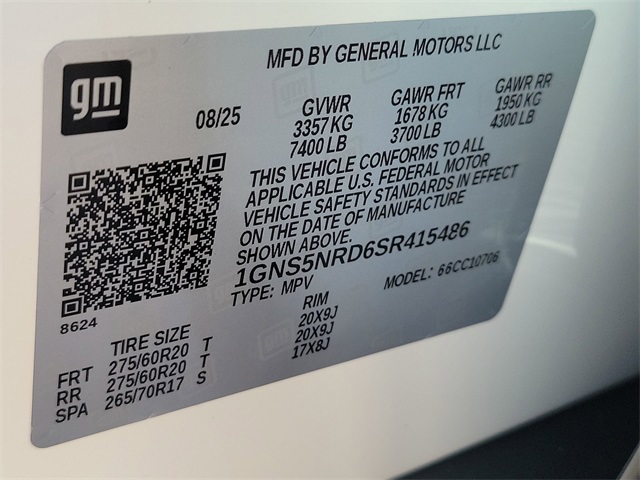 MFD BY GENERAL MOTORS LLC
gm
08/25
GVWR GAWR FRT GAWR RR
3357 KG 1678 KG 1950 KG
7400 LB 3700 LB 4300 LB
THIS VEHICLE CONFORMS TO ALL
APPLICABLE U.S. FEDERAL MOTOR
VEHICLE SAFETY STANDARDS IN EFFECT
ON THE DATE OF MANUFACTURE
SHOWN ABOVE.
1GNS5NRD6SR415486
TYPE: MPV MODEL: 66CC10706
8624
TIRE SIZE RIM
FRT 275/60R20 T 20X9J
RR 275/60R20 T 20X9J
SPA 265/70R17 S 17X8J